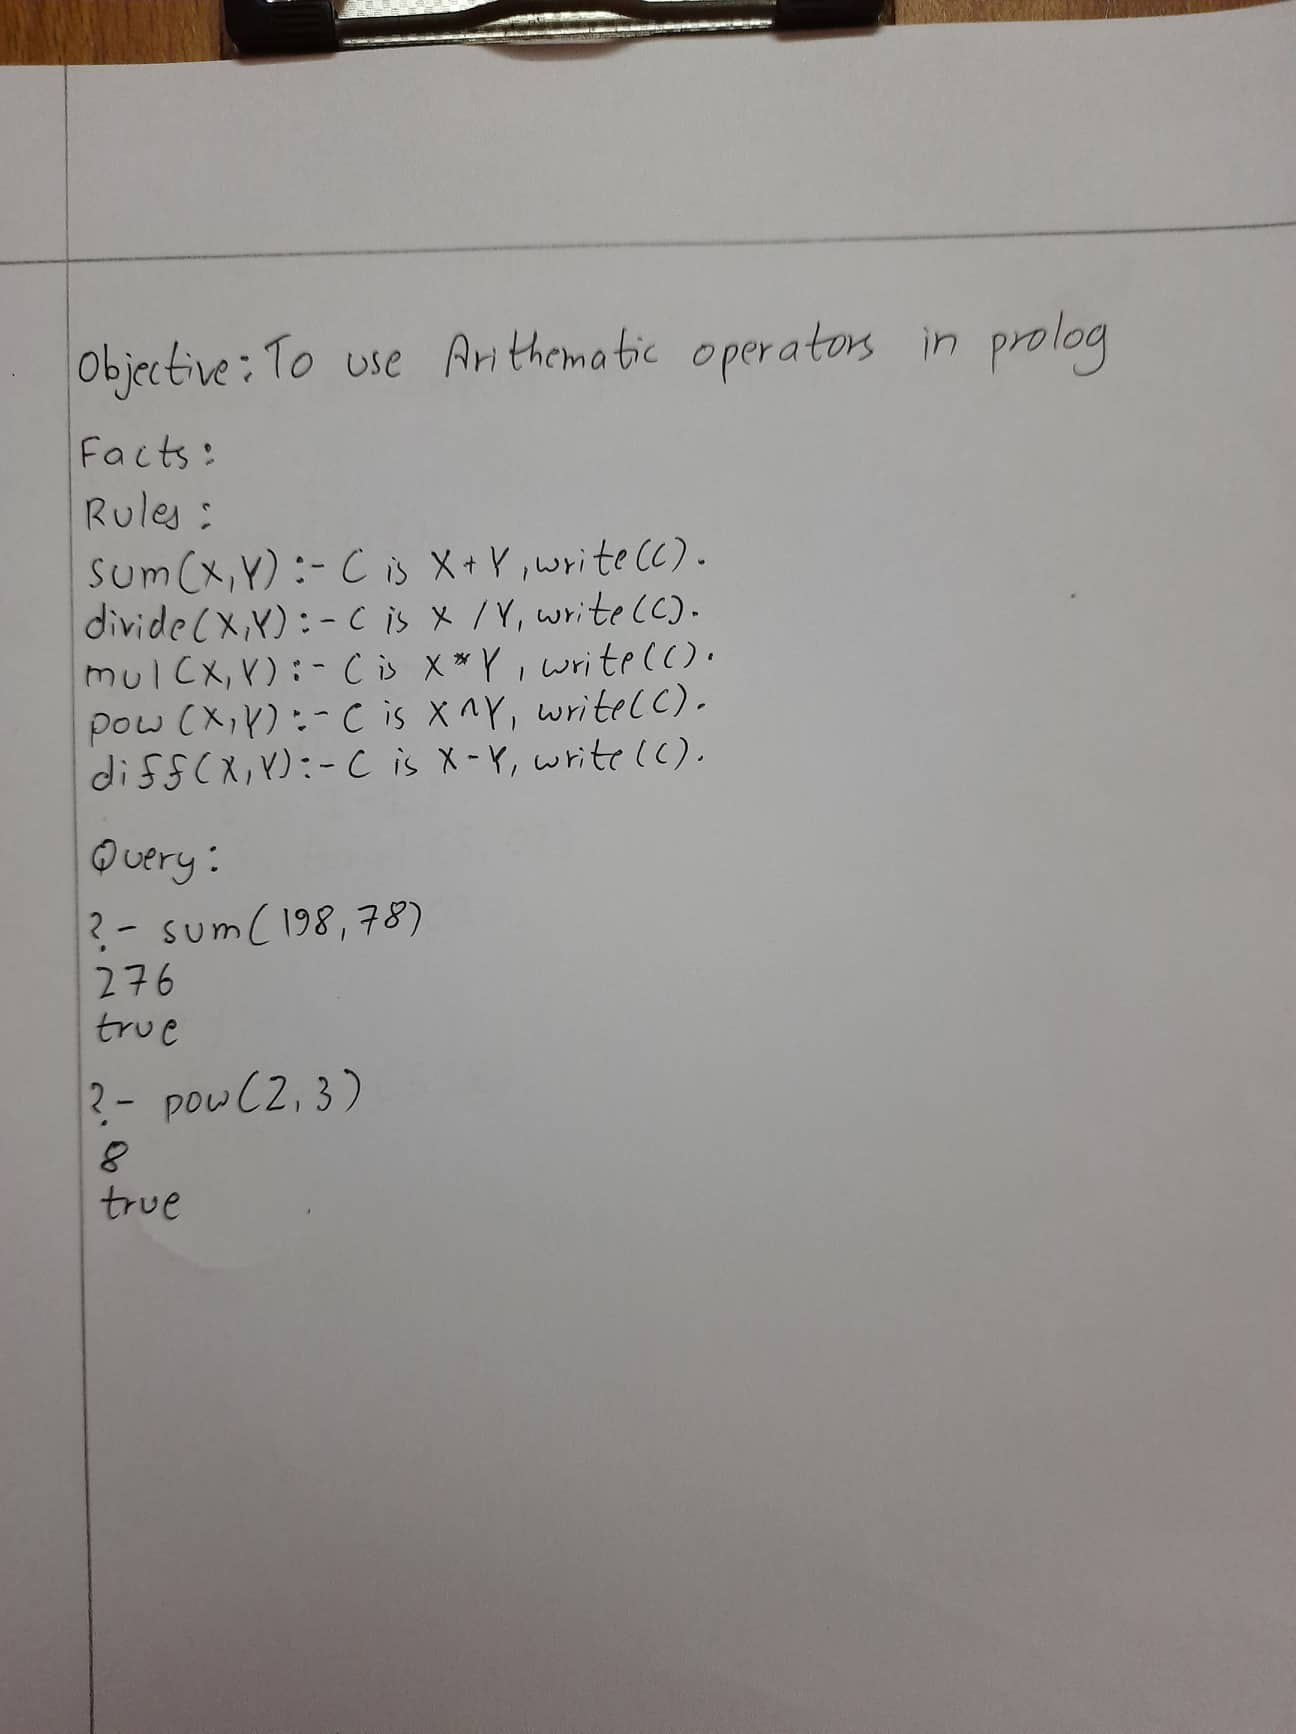 Objective: To use Arithematic operators in prolog
Facts:
Rules:
sum(X,Y) :- C is X+Y, write(C).
divide(X,Y) :- C is X /Y, write(C).
mul(X,Y) :- C is X*Y, write(C).
pow(X,Y) :- C is X^Y, write(C).
diff(X,Y) :- C is X-Y, write(C).
Query:
?- sum(198,78)
276
true
?- pow(2,3)
8
true